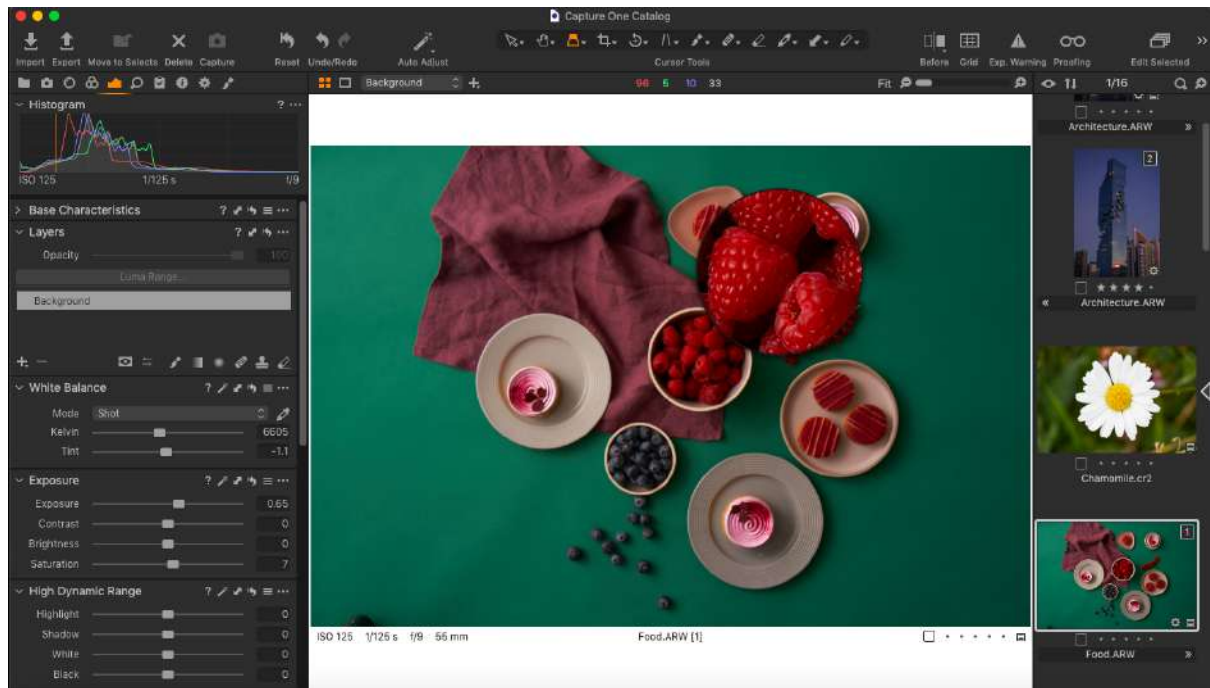 Capture One Catalog
Import Export Move to Selects Delete Capture Reset Undo/Redo Auto Adjust Cursor Tools Before Grid Exp. Warning Proofing Edit Selected
Background 96 5 10 33 Fit 1/16
Histogram
ISO 125 1/125 s f/9
Base Characteristics
Layers
Opacity 100
Luma Range...
Background
White Balance
Mode Shot
Kelvin 6605
Tint -1.1
Exposure
Exposure 0.65
Contrast 0
Brightness 0
Saturation 7
High Dynamic Range
Highlight 0
Shadow 0
White 0
Black 0
ISO 125 1/125 s f/9 55 mm Food.ARW [1]
Architecture.ARW
2
Architecture.ARW
Chamomile.cr2
1
Food.ARW